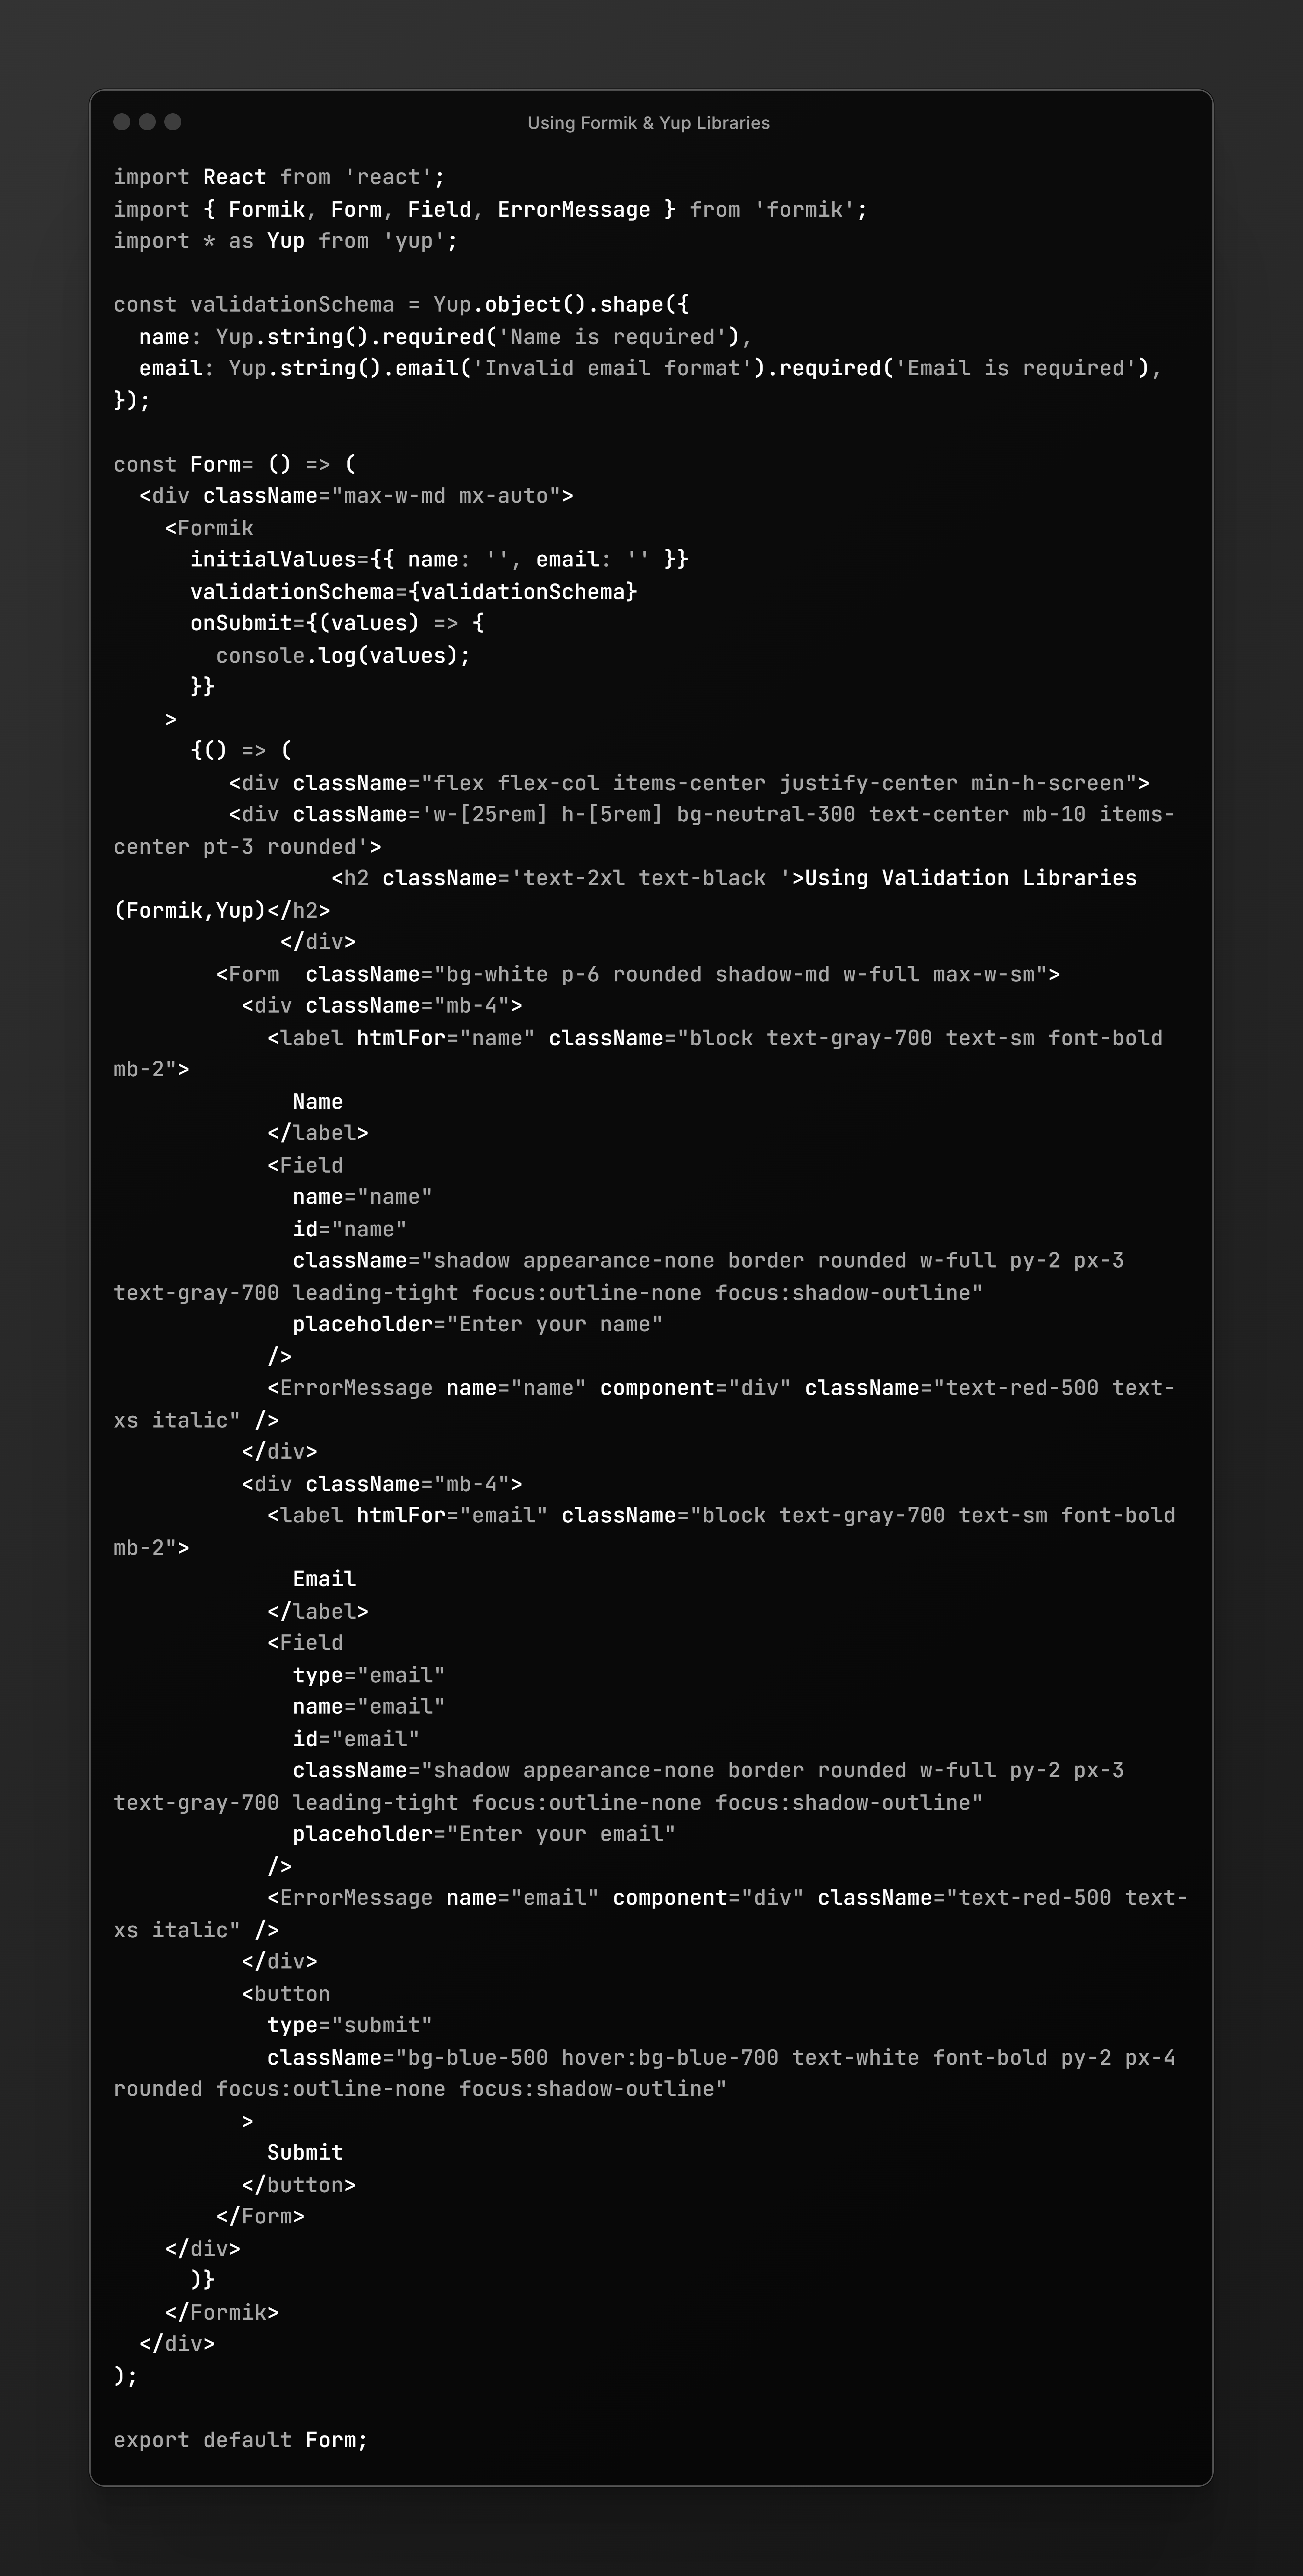 Using Formik & Yup Libraries
import React from 'react';
import { Formik, Form, Field, ErrorMessage } from 'formik';
import * as Yup from 'yup';

const validationSchema = Yup.object().shape({
  name: Yup.string().required('Name is required'),
  email: Yup.string().email('Invalid email format').required('Email is required'),
});

const Form= () => (
  <div className="max-w-md mx-auto">
    <Formik
      initialValues={{ name: '', email: '' }}
      validationSchema={validationSchema}
      onSubmit={(values) => {
        console.log(values);
      }}
    >
      {() => (
         <div className="flex flex-col items-center justify-center min-h-screen">
         <div className='w-[25rem] h-[5rem] bg-neutral-300 text-center mb-10 items-
center pt-3 rounded'>
                 <h2 className='text-2xl text-black '>Using Validation Libraries
(Formik,Yup)</h2>
             </div>
        <Form  className="bg-white p-6 rounded shadow-md w-full max-w-sm">
          <div className="mb-4">
            <label htmlFor="name" className="block text-gray-700 text-sm font-bold
mb-2">
              Name
            </label>
            <Field
              name="name"
              id="name"
              className="shadow appearance-none border rounded w-full py-2 px-3
text-gray-700 leading-tight focus:outline-none focus:shadow-outline"
              placeholder="Enter your name"
            />
            <ErrorMessage name="name" component="div" className="text-red-500 text-
xs italic" />
          </div>
          <div className="mb-4">
            <label htmlFor="email" className="block text-gray-700 text-sm font-bold
mb-2">
              Email
            </label>
            <Field
              type="email"
              name="email"
              id="email"
              className="shadow appearance-none border rounded w-full py-2 px-3
text-gray-700 leading-tight focus:outline-none focus:shadow-outline"
              placeholder="Enter your email"
            />
            <ErrorMessage name="email" component="div" className="text-red-500 text-
xs italic" />
          </div>
          <button
            type="submit"
            className="bg-blue-500 hover:bg-blue-700 text-white font-bold py-2 px-4
rounded focus:outline-none focus:shadow-outline"
          >
            Submit
          </button>
        </Form>
    </div>
      )}
    </Formik>
  </div>
);

export default Form;